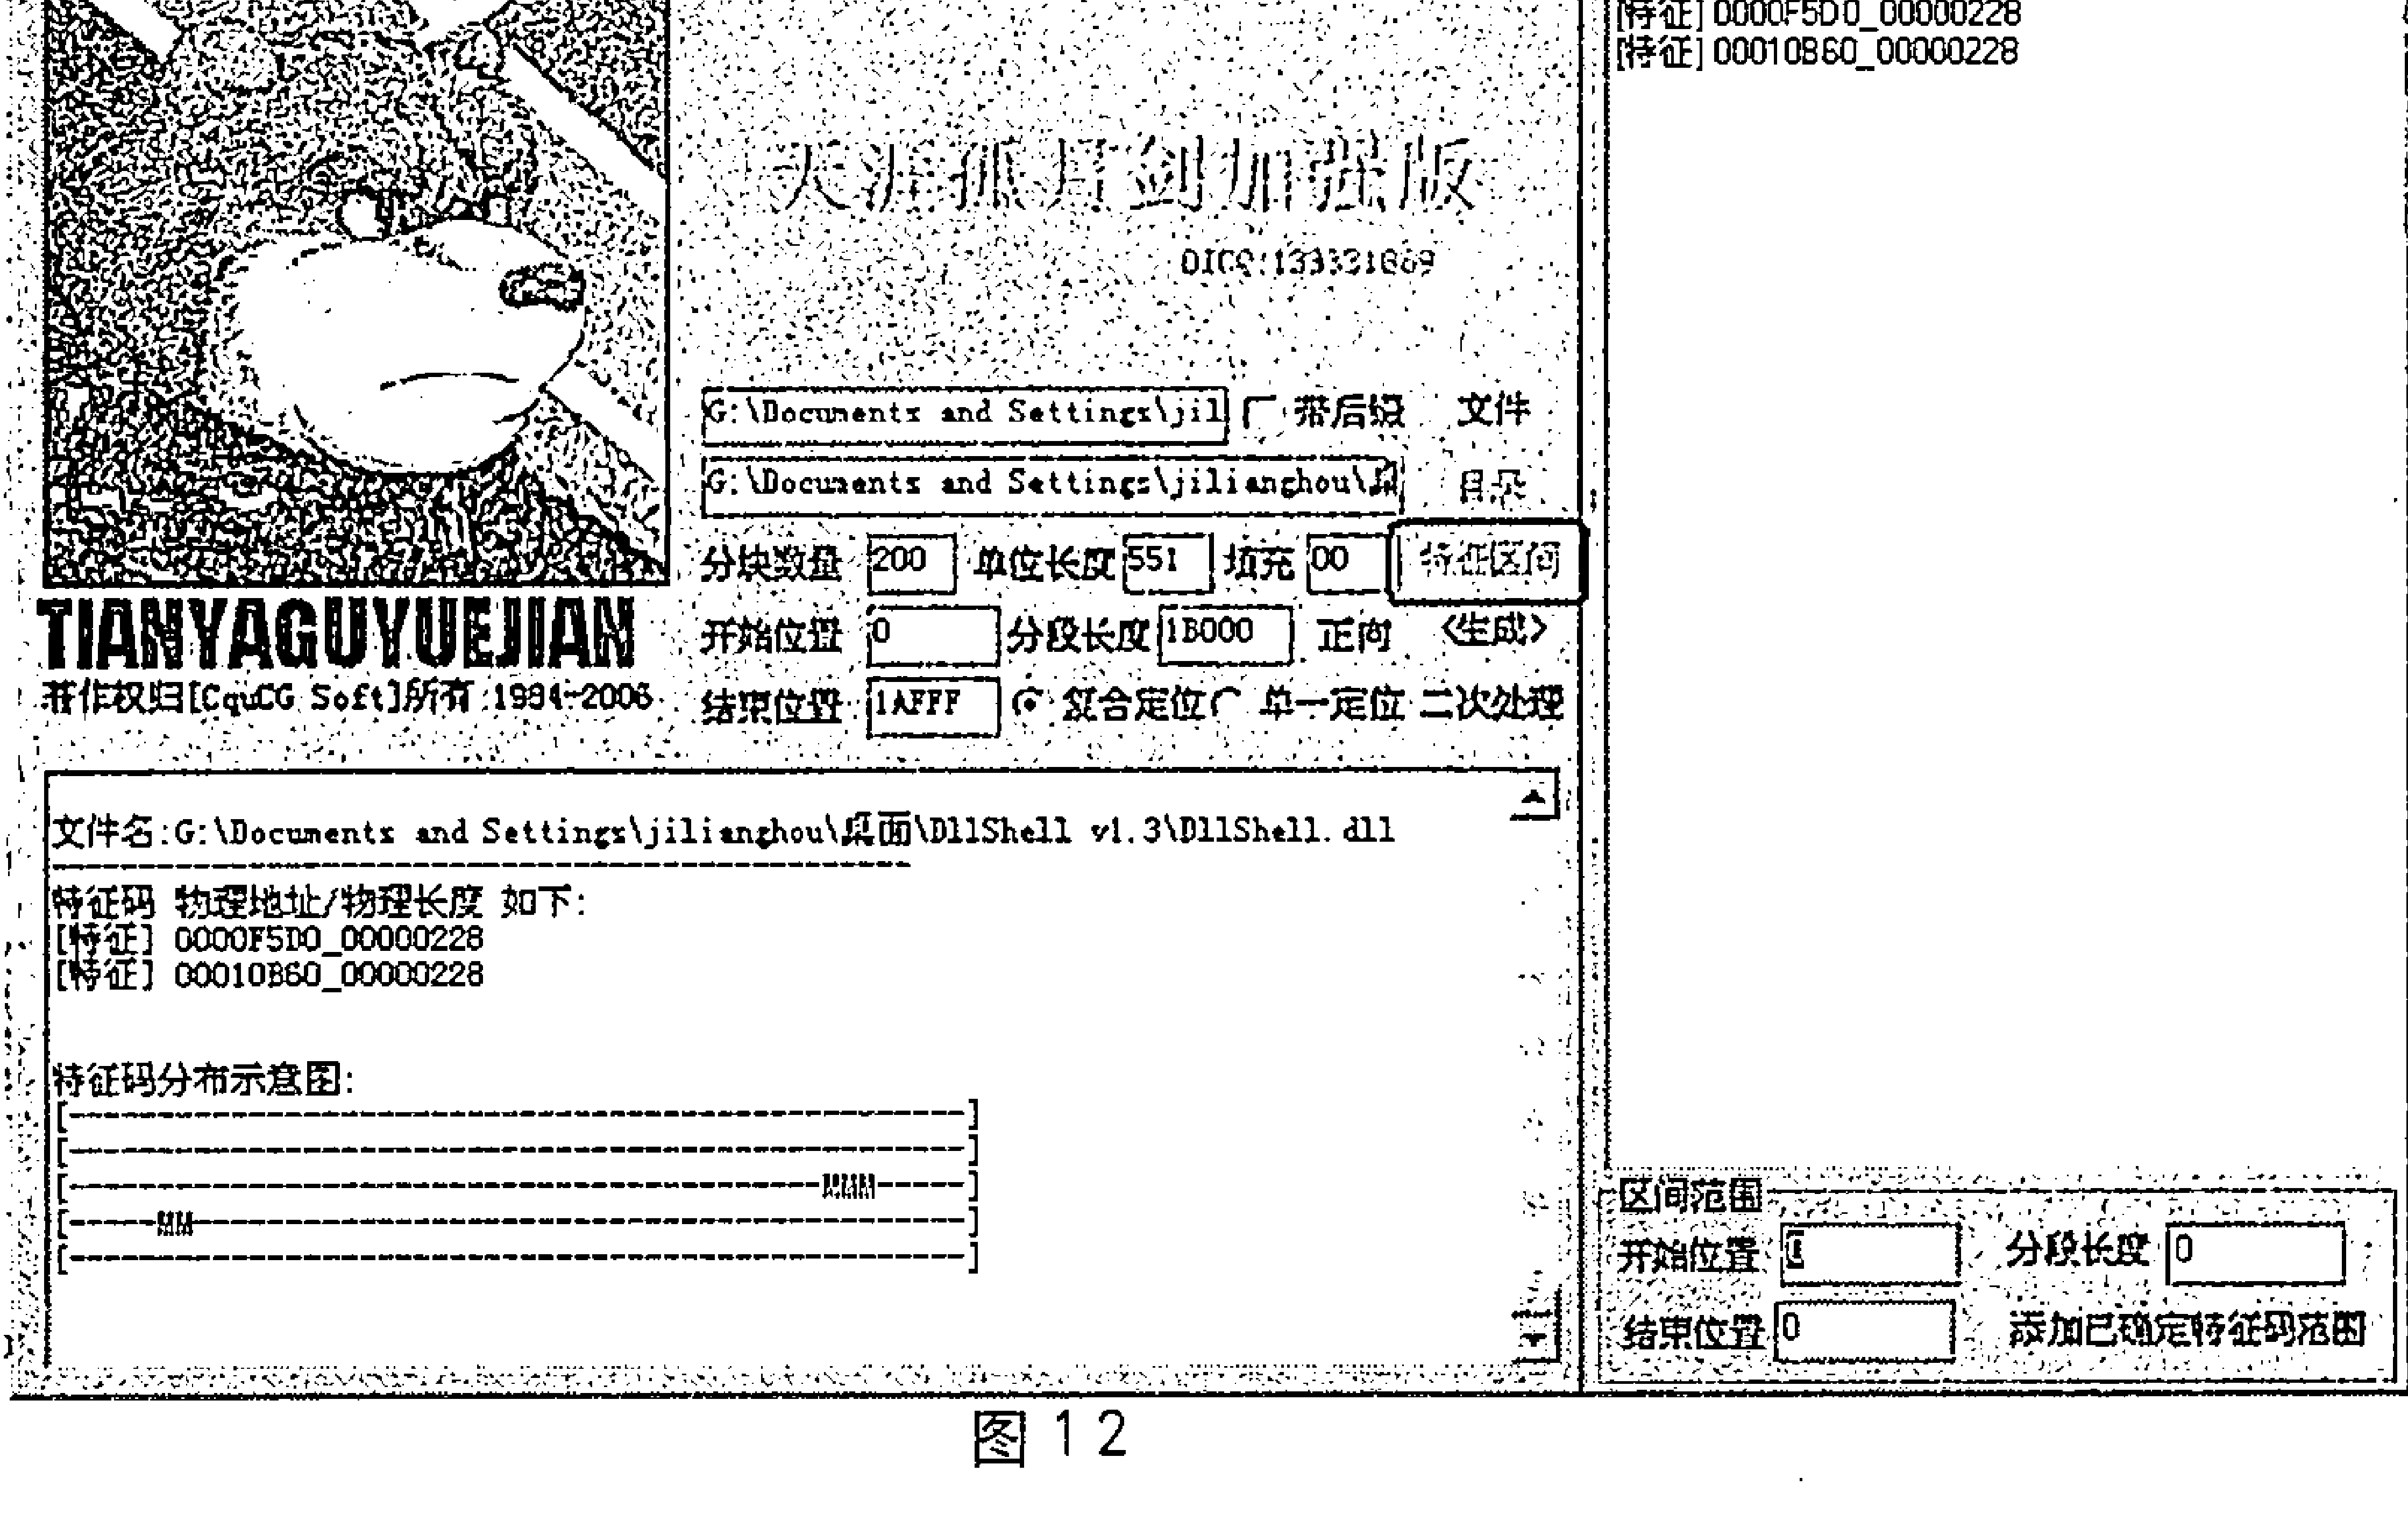 [特征] 0000F5D0_00000228
[特征] 00010B60_00000228
天涯孤月剑加强版
G:\Documents and Settings\jil 带后缀 文件
G:\Documents and Settings\jilianghou\桌 目录
分块数量 200 单位长度 551 填充 00 特征区间
开始位置 0 分段长度 1B000 正向 <生成>
结束位置 1AFFF 复合定位 单一定位 二次处理
TIANYAGUYUEJIAN
著作权归[CquCG Soft]所有 1984-2006
文件名:G:\Documents and Settings\jilianghou\桌面\DllShell v1.3\DllShell.dll
--------------------------------------------------
特征码 物理地址/物理长度 如下:
[特征] 0000F5D0_00000228
[特征] 00010B60_00000228
特征码分布示意图:
[--------------------------------------------------]
[--------------------------------------------------]
[------------------------------------------MMM-----]
[-----MM-------------------------------------------]
[--------------------------------------------------]
区间范围
开始位置 0 分段长度 0
结束位置 0 添加已确定特征码范围
图12